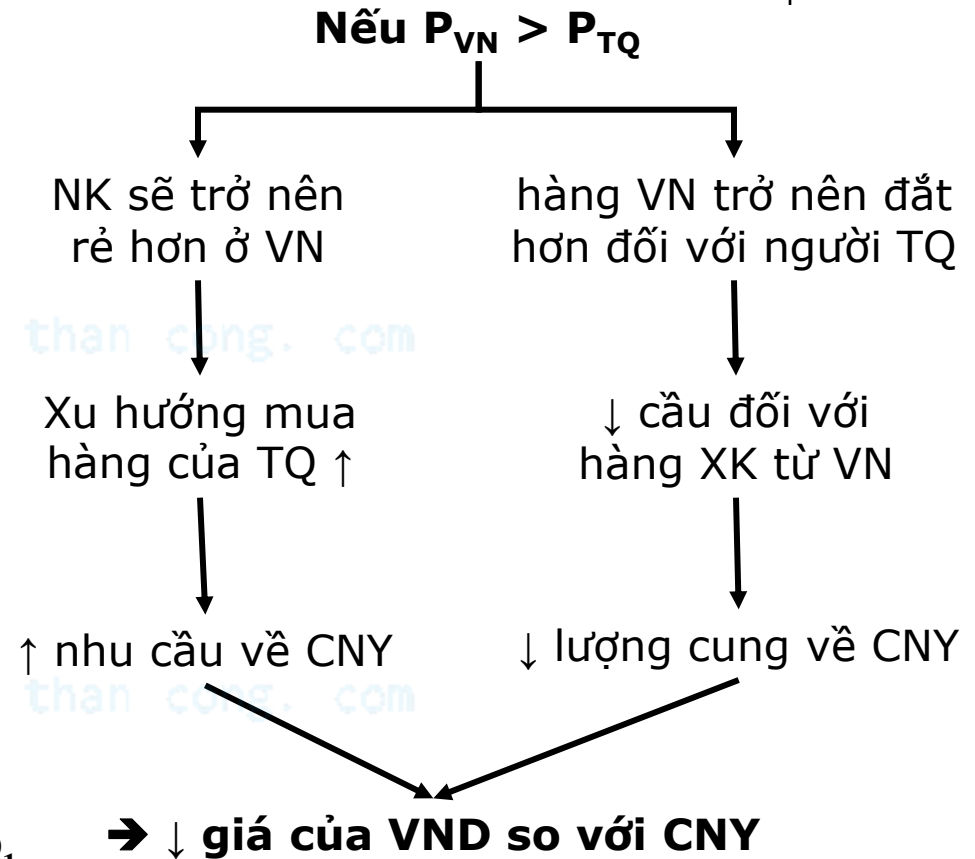 Nếu P_VN > P_TQ
NK sẽ trở nên
rẻ hơn ở VN
hàng VN trở nên đắt
hơn đối với người TQ
than cong. com
Xu hướng mua
hàng của TQ ↑
↓ cầu đối với
hàng XK từ VN
↑ nhu cầu về CNY
↓ lượng cung về CNY
than cong. com
➔ ↓ giá của VND so với CNY